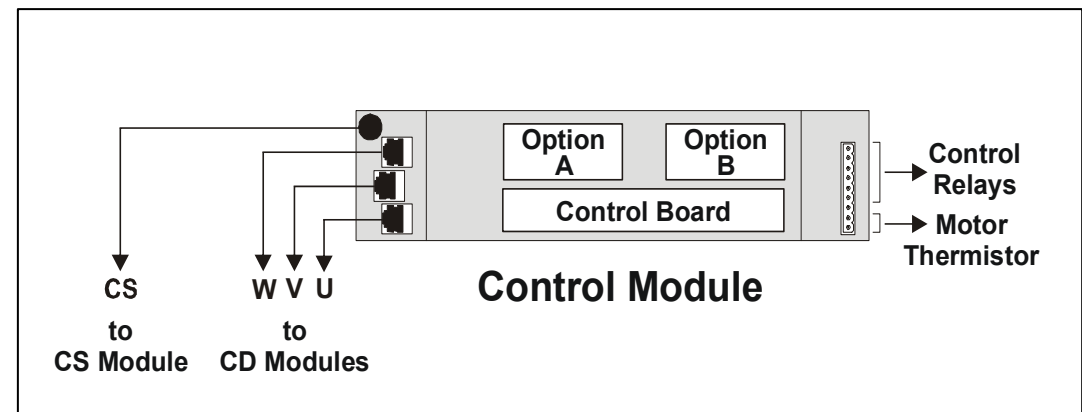 Option
A
Option
B
Control Board
Control
Relays
Motor
Thermistor
Control Module
CS
W V U
to
CS Module
to
CD Modules